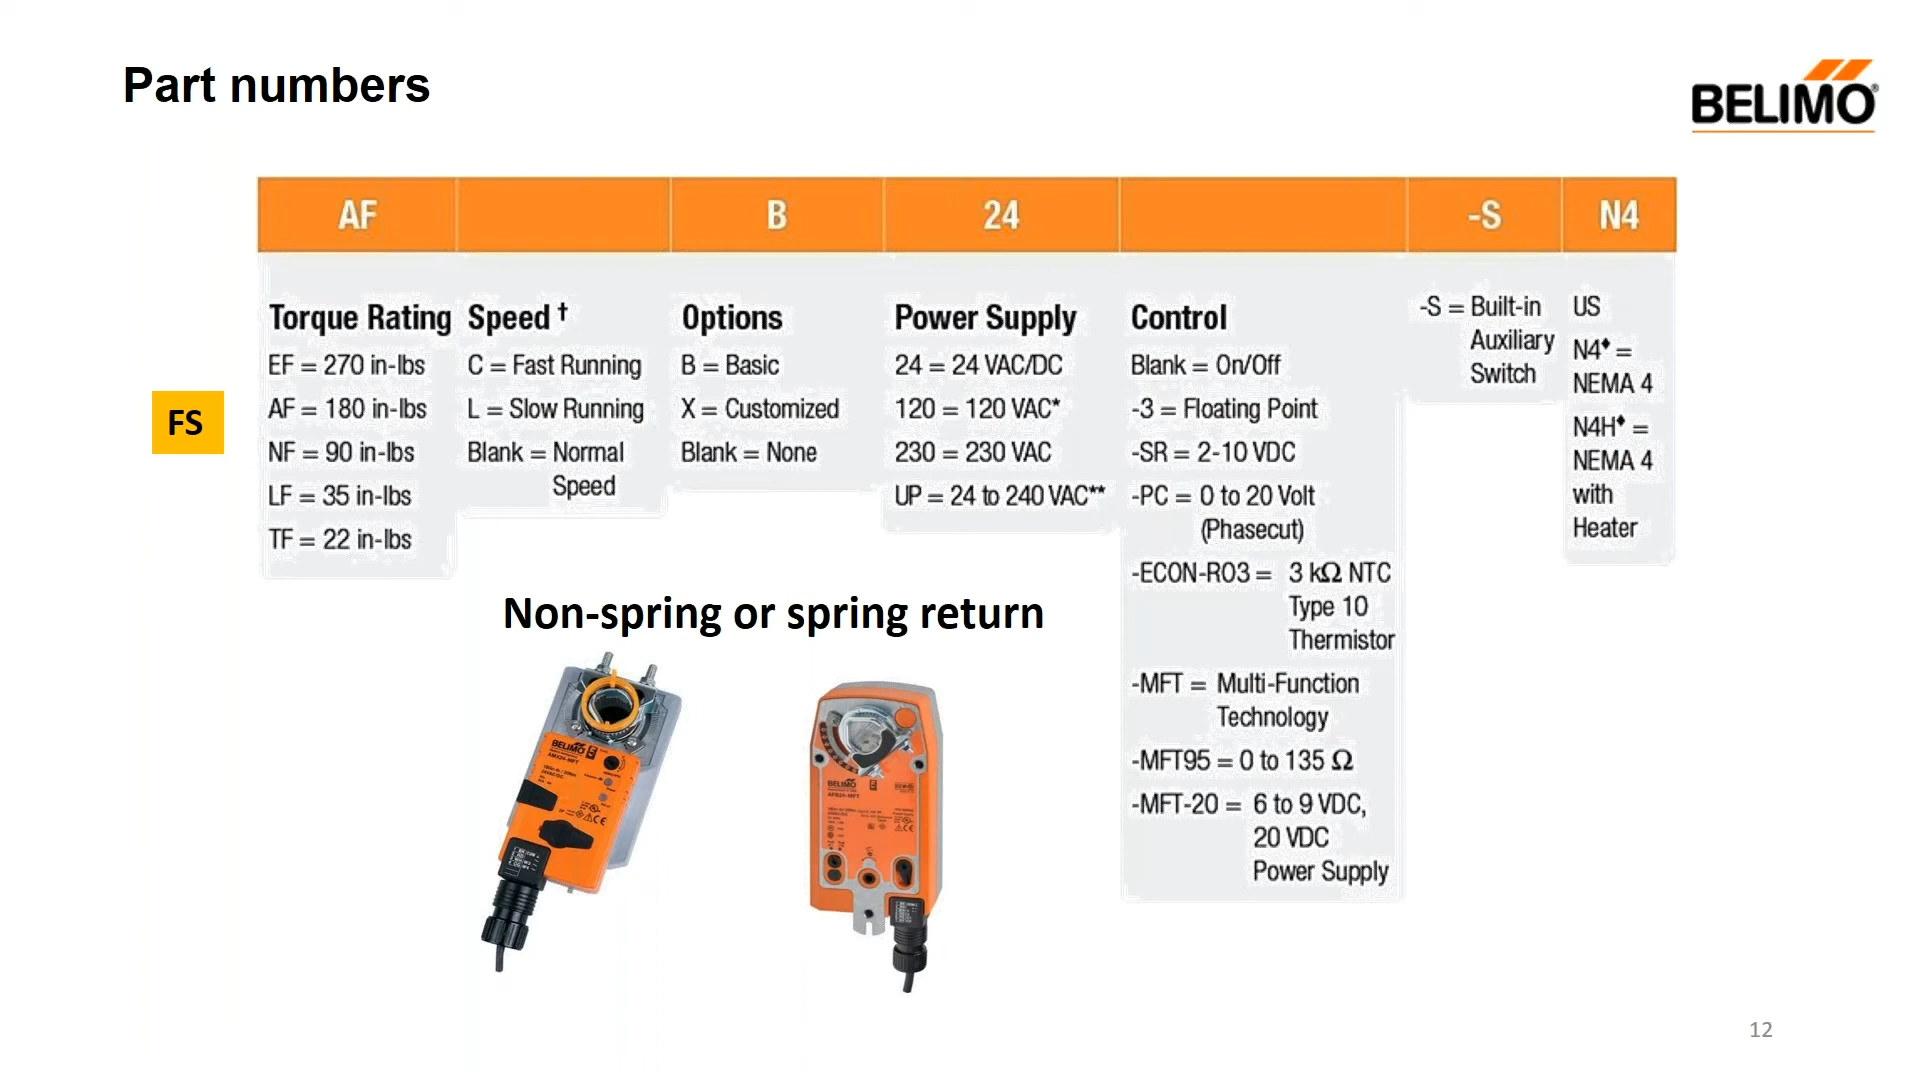 Part numbers
BELIMO®
AF B 24 -S N4
FS
Torque Rating
EF = 270 in-lbs
AF = 180 in-lbs
NF = 90 in-lbs
LF = 35 in-lbs
TF = 22 in-lbs
Speed †
C = Fast Running
L = Slow Running
Blank = Normal
Speed
Options
B = Basic
X = Customized
Blank = None
Power Supply
24 = 24 VAC/DC
120 = 120 VAC*
230 = 230 VAC
UP = 24 to 240 VAC**
Control
Blank = On/Off
-3 = Floating Point
-SR = 2-10 VDC
-PC = 0 to 20 Volt
(Phasecut)
-ECON-R03 = 3 kΩ NTC
Type 10
Thermistor
-MFT = Multi-Function
Technology
-MFT95 = 0 to 135 Ω
-MFT-20 = 6 to 9 VDC,
20 VDC
Power Supply
-S = Built-in
Auxiliary
Switch
US
N4♦ =
NEMA 4
N4H♦ =
NEMA 4
with
Heater
Non-spring or spring return
BELIMO
AMX24-MFT
BELIMO
AFB24-MFT
12